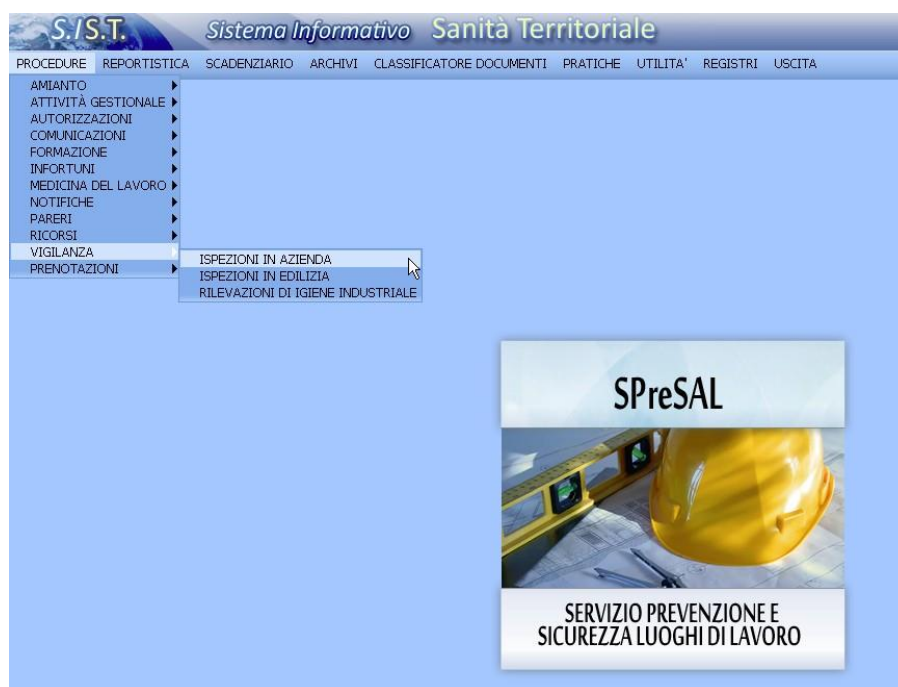 S.IS.T. Sistema Informativo Sanità Territoriale
PROCEDURE REPORTISTICA SCADENZIARIO ARCHIVI CLASSIFICATORE DOCUMENTI PRATICHE UTILITA' REGISTRI USCITA
AMIANTO
ATTIVITÀ GESTIONALE
AUTORIZZAZIONI
COMUNICAZIONI
FORMAZIONE
INFORTUNI
MEDICINA DEL LAVORO
NOTIFICHE
PARERI
RICORSI
VIGILANZA
PRENOTAZIONI
ISPEZIONI IN AZIENDA
ISPEZIONI IN EDILIZIA
RILEVAZIONI DI IGIENE INDUSTRIALE
SPreSAL
SERVIZIO PREVENZIONE E
SICUREZZA LUOGHI DI LAVORO